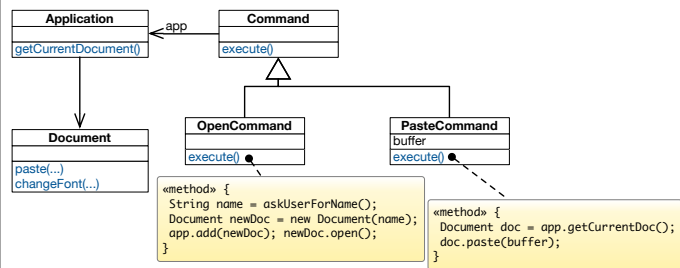 Application
getCurrentDocument()
app
Command
execute()
Document
paste(...)
changeFont(...)
OpenCommand
execute()
PasteCommand
buffer
execute()
«method» {
String name = askUserForName();
Document newDoc = new Document(name);
app.add(newDoc); newDoc.open();
}
«method» {
Document doc = app.getCurrentDoc();
doc.paste(buffer);
}